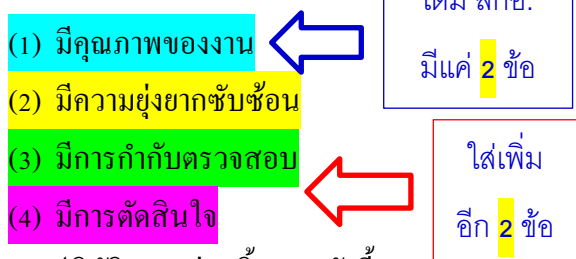 (1) มีคุณภาพของงาน
(2) มีความยุ่งยากซับซ้อน
(3) มีการกำกับตรวจสอบ
(4) มีการตัดสินใจ
มีแค่ 2 ข้อ
ใส่เพิ่ม
อีก 2 ข้อ